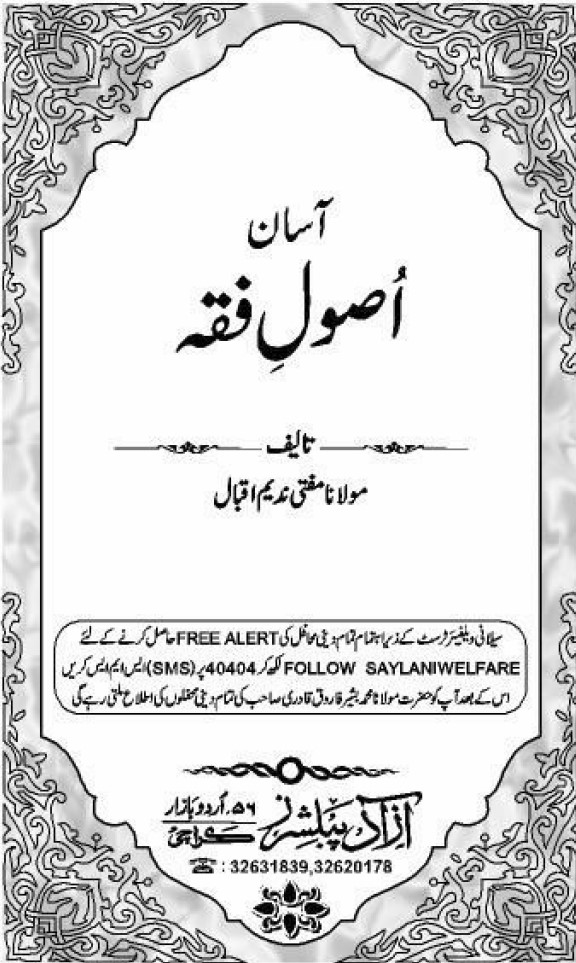 آسان
اُصولِ فقہ
تالیف
مولانا مفتی ندیم اقبال
سیلانی ویلفیئر ٹرسٹ کے زیر اہتمام تمام دینی محافل کی FREE ALERT حاصل کرنے کے لئے
FOLLOW SAYLANIWELFARE لکھ کر 40404 پر (SMS) ایس ایم ایس کریں
اس کے بعد آپ کو حضرت مولانا محمد بشیر فاروق قادری صاحب کی تمام دینی محفلوں کی اطلاع ملتی رہے گی
آزاد پبلشرز
۵۶، اُردو بازار
کراچی
☎ : 32631839,32620178